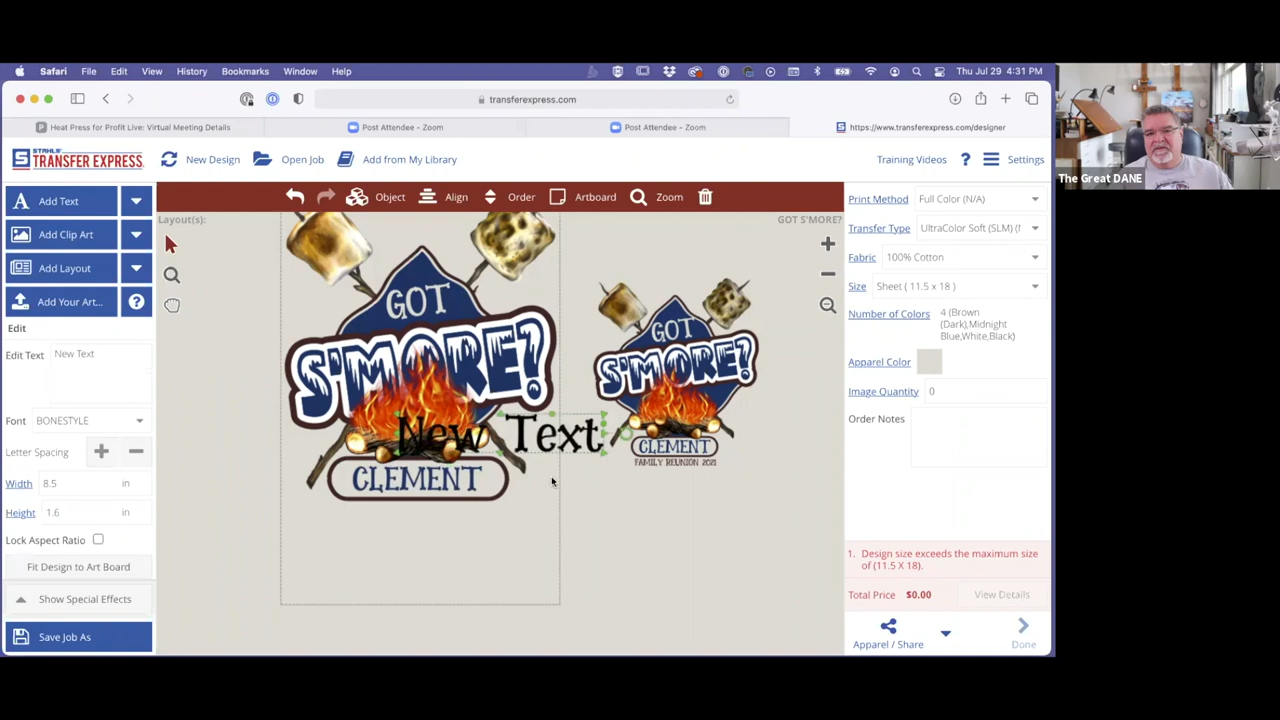 Safari File Edit View History Bookmarks Window Help Thu Jul 29 4:31 PM
transferexpress.com
Heat Press for Profit Live: Virtual Meeting Details
Post Attendee - Zoom
Post Attendee - Zoom
https://www.transferexpress.com/designer
The Great DANE
STAHLS'
TRANSFER EXPRESS.
New Design
Open Job
Add from My Library
Training Videos
?
Settings
Add Text
Add Clip Art
Add Layout
Add Your Art...
?
Object
Align
Order
Artboard
Zoom
Layout(s):
GOT S'MORE?
Edit
Edit Text
New Text
Font
BONESTYLE
Letter Spacing
Width
8.5
in
Height
1.6
in
Lock Aspect Ratio
Fit Design to Art Board
Show Special Effects
Save Job As
GOT
S'MORE?
New Text
CLEMENT
GOT
S'MORE?
CLEMENT
FAMILY REUNION 2021
Print Method
Full Color (N/A)
Transfer Type
UltraColor Soft (SLM) (
Fabric
100% Cotton
Size
Sheet ( 11.5 x 18 )
Number of Colors
4 (Brown
(Dark),Midnight
Blue,White,Black)
Apparel Color
Image Quantity
0
Order Notes
1. Design size exceeds the maximum size
of (11.5 X 18).
Total Price
$0.00
View Details
Apparel / Share
Done